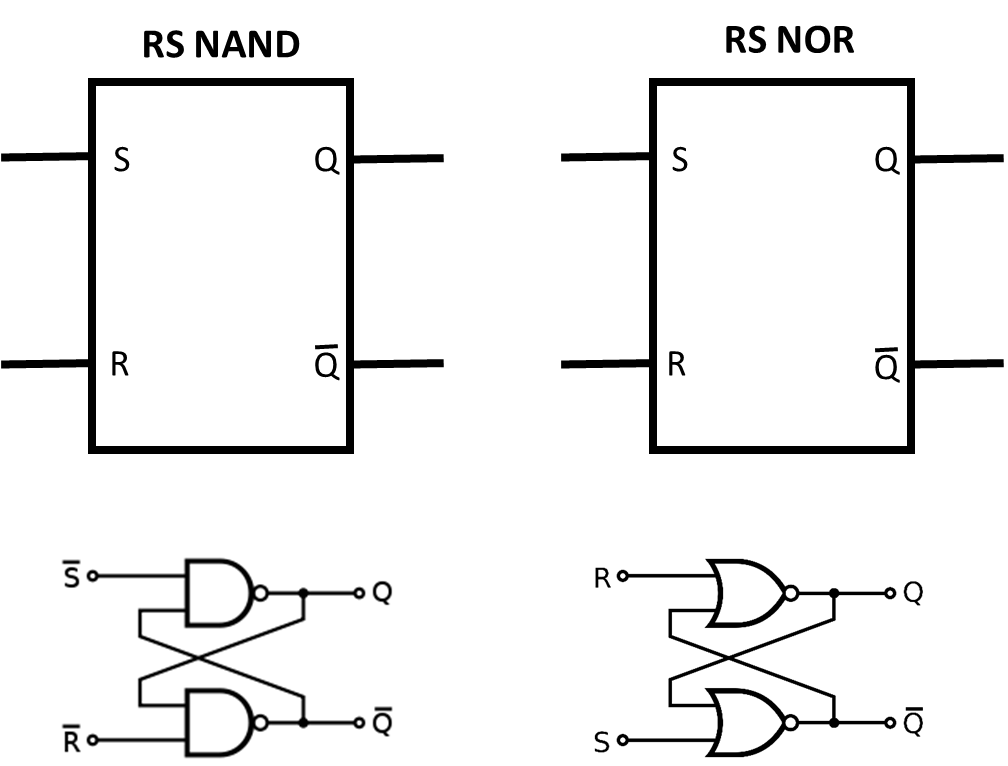 RS NAND
RS NOR
S Q
S Q
R Q̅
R Q̅
S̅ Q
R Q
R̅ Q̅
S Q̅